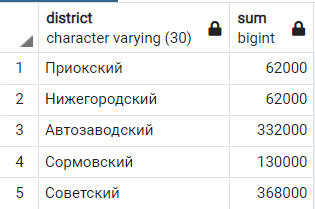 district sum
character varying (30) bigint
1 Приокский 62000
2 Нижегородский 62000
3 Автозаводский 332000
4 Сормовский 130000
5 Советский 368000